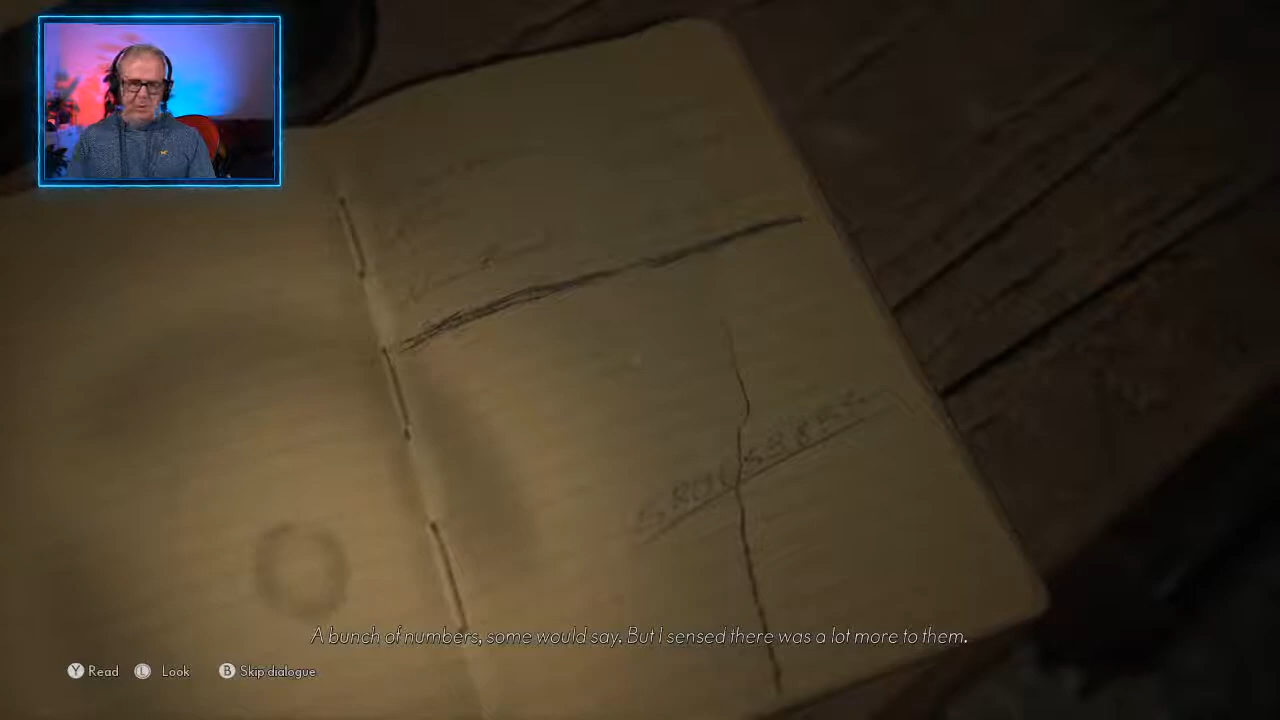 A bunch of numbers, some would say. But I sensed there was a lot more to them.
Y Read L Look B Skip dialogue